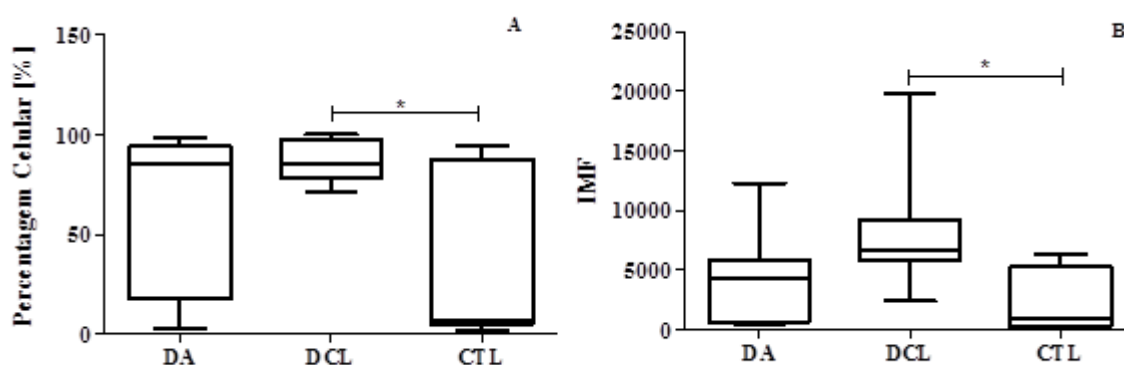 A
Percentagem Celular [%]
150
100
50
0
*
DA DCL CTL
B
IMF
25000
20000
15000
10000
5000
0
*
DA DCL CTL